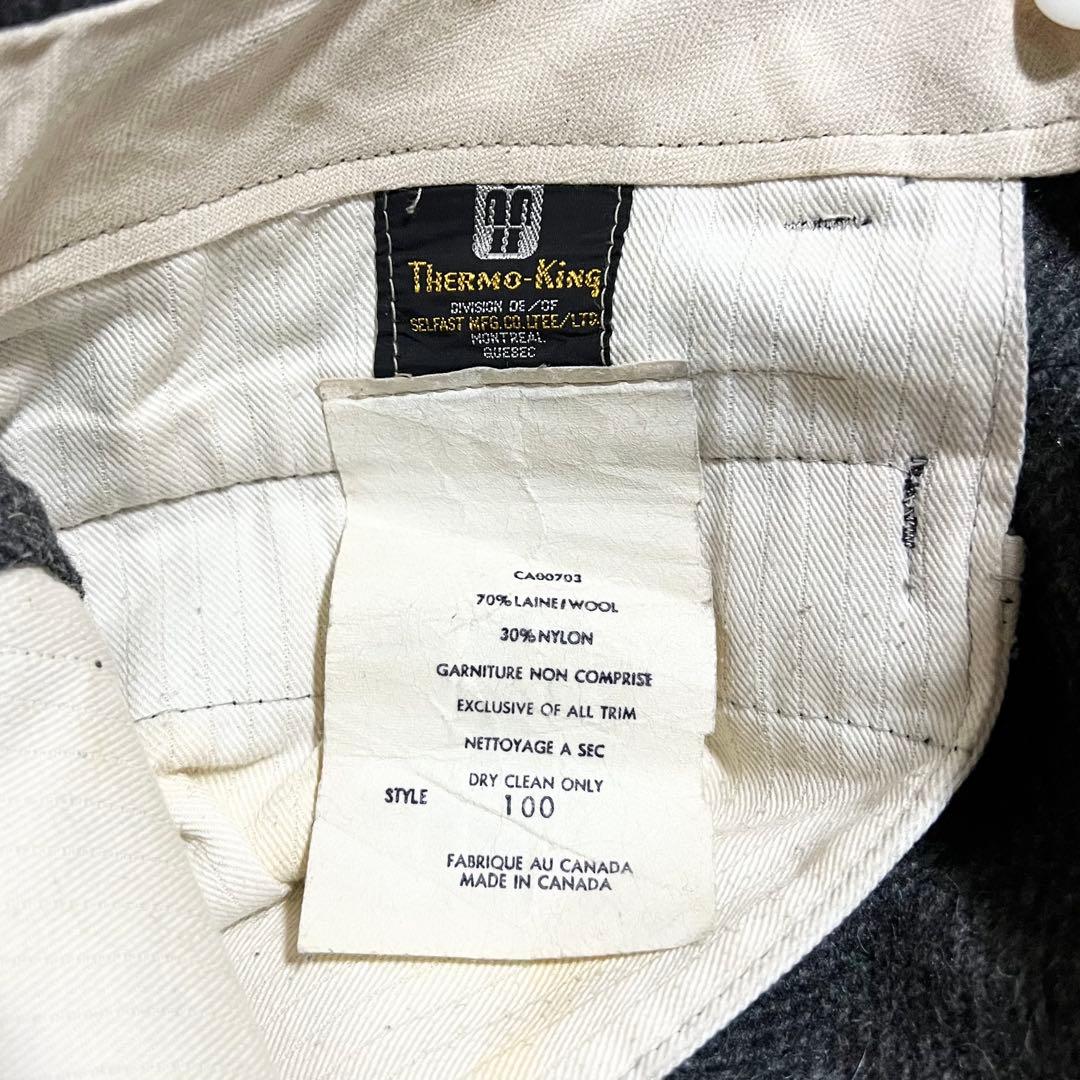 THERMO-KING
DIVISION DE/OF
SELFAST MFG.CO.LTEE/LTD.
MONTREAL
QUEBEC
CA00703
70% LAINE/WOOL
30% NYLON
GARNITURE NON COMPRISE
EXCLUSIVE OF ALL TRIM
NETTOYAGE A SEC
DRY CLEAN ONLY
STYLE 100
FABRIQUE AU CANADA
MADE IN CANADA